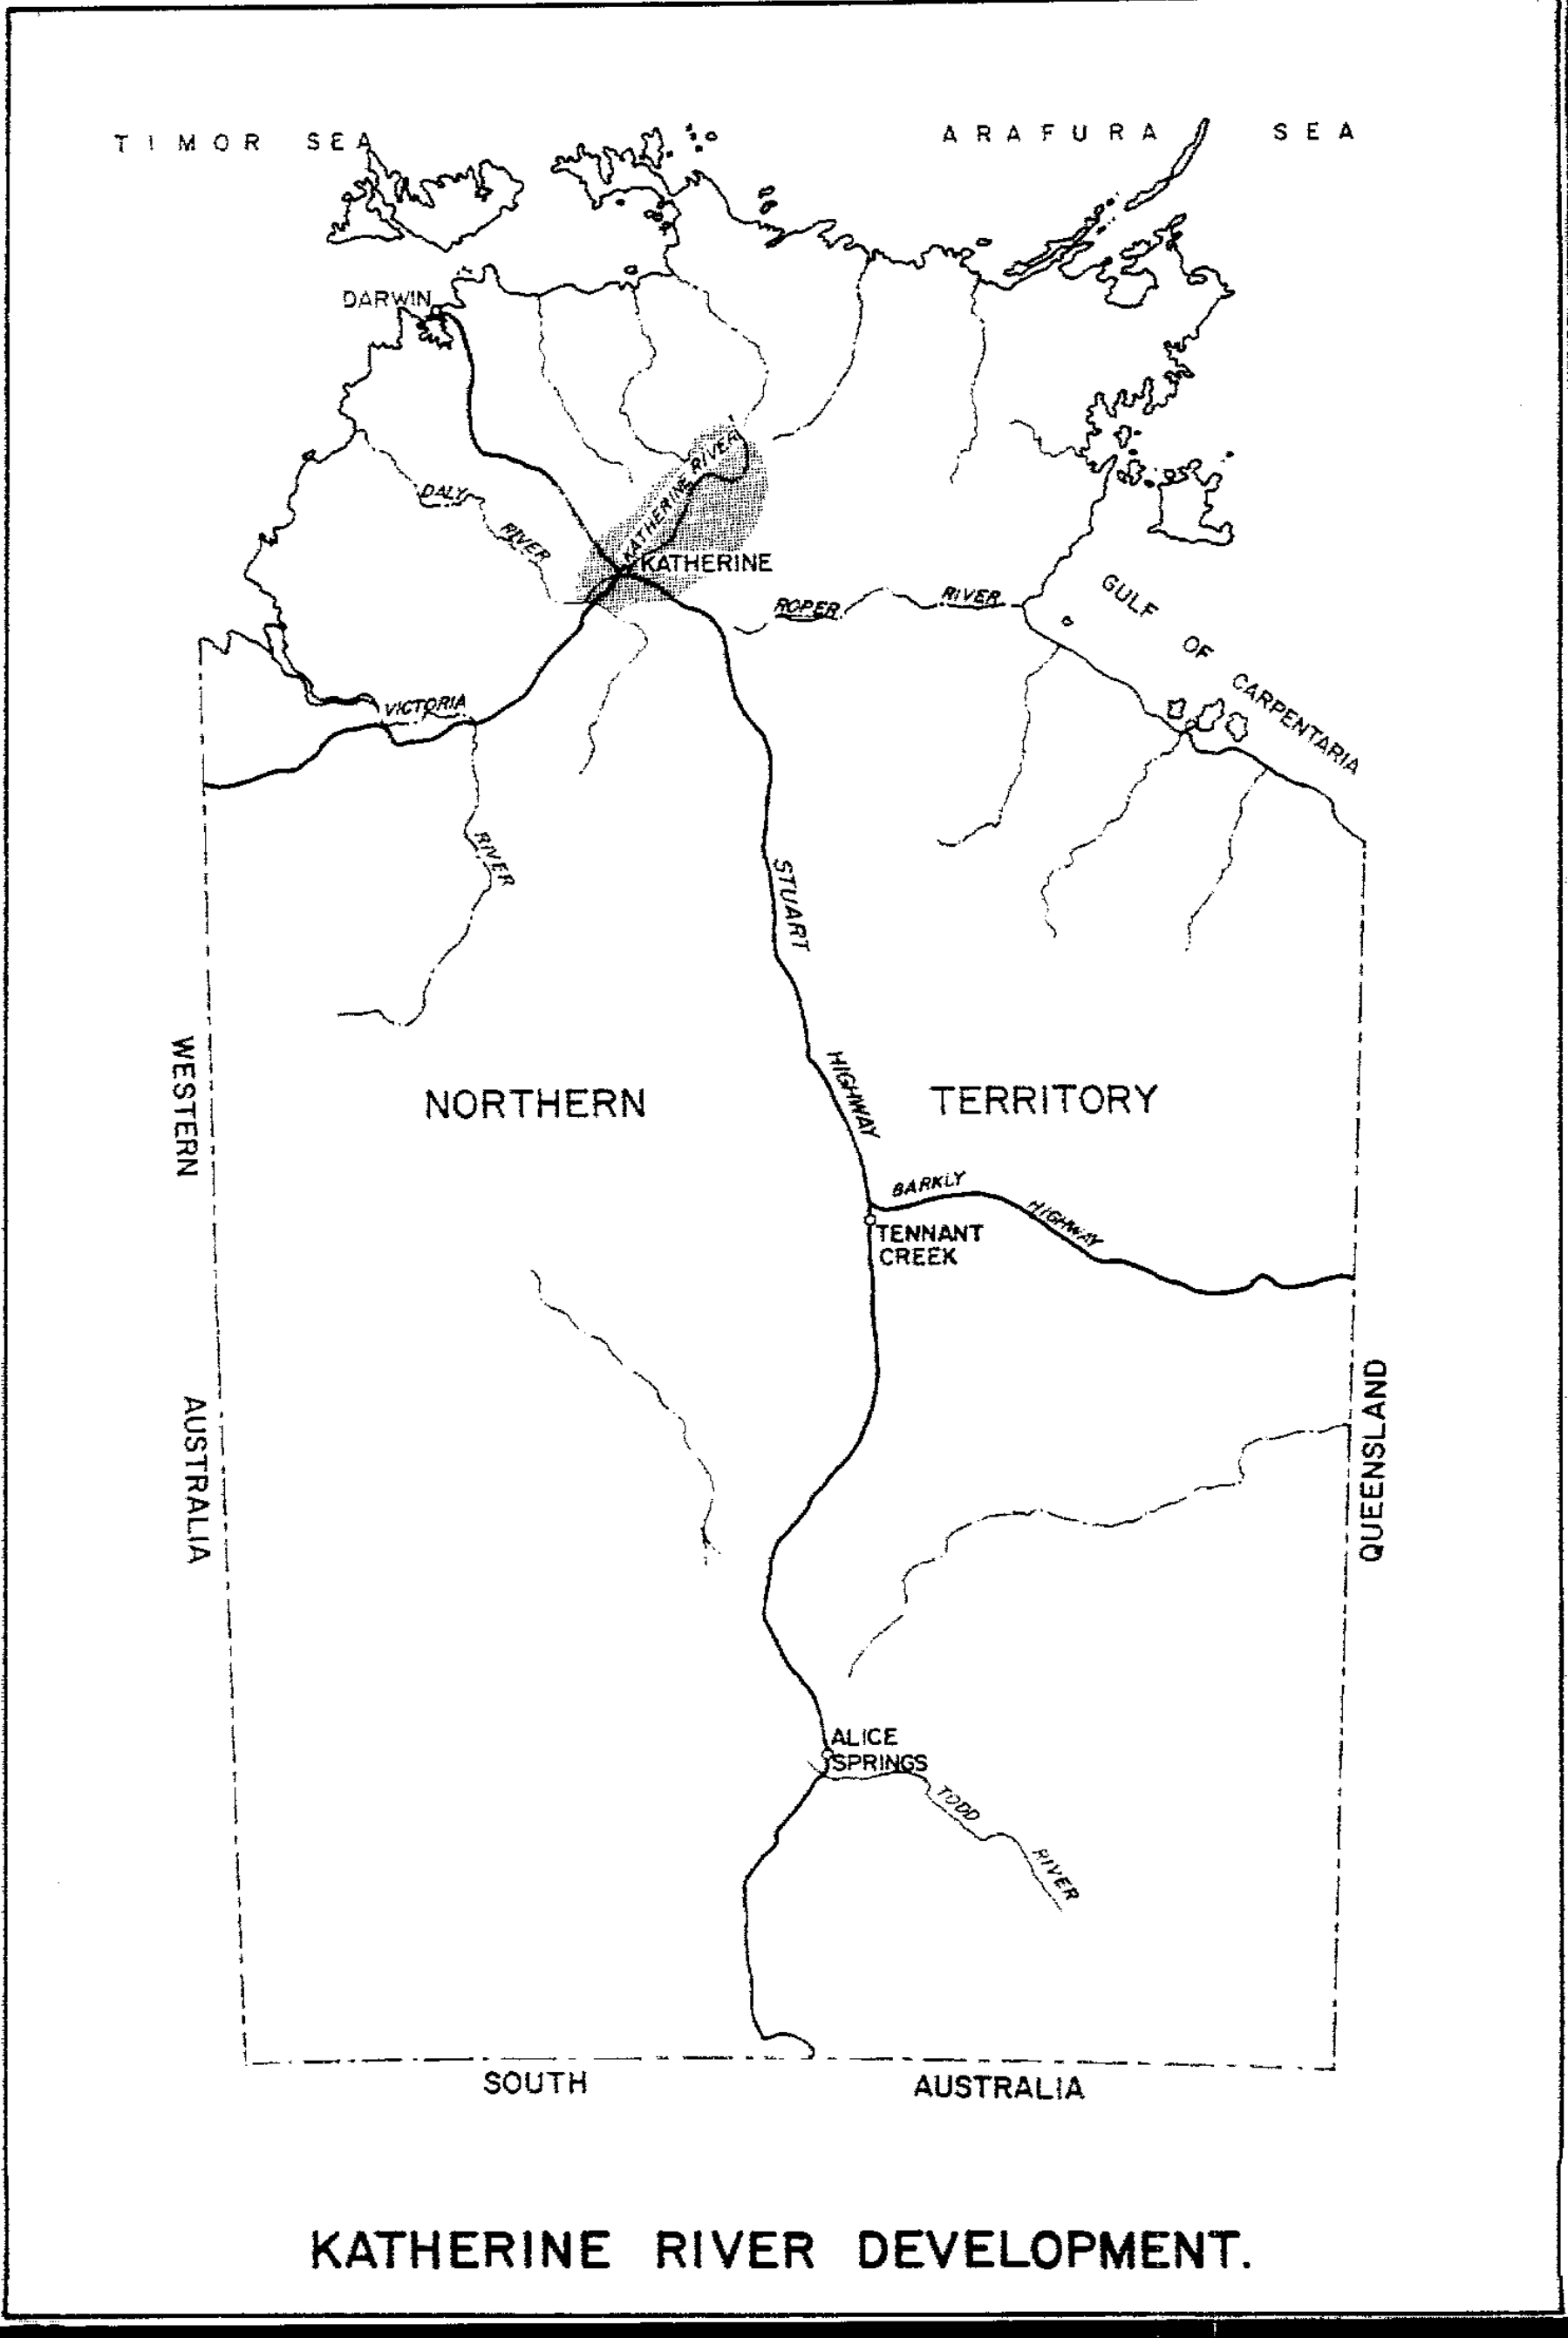 TIMOR SEA
ARAFURA SEA
DARWIN
KATHERINE RIVER
DALY
RIVER
KATHERINE
ROPER
RIVER
GULF OF CARPENTARIA
VICTORIA
RIVER
STUART
HIGHWAY
WESTERN
AUSTRALIA
NORTHERN TERRITORY
BARKLY
HIGHWAY
TENNANT
CREEK
QUEENSLAND
ALICE
SPRINGS
TODD
RIVER
SOUTH AUSTRALIA
KATHERINE RIVER DEVELOPMENT.